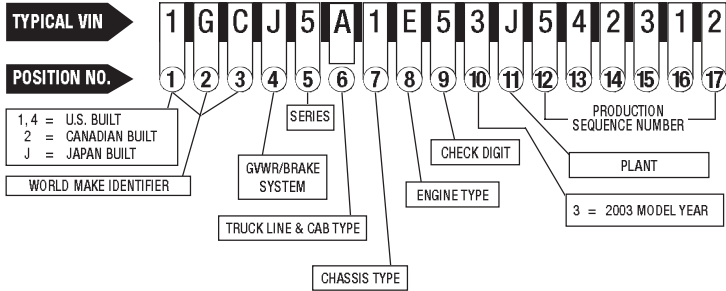 TYPICAL VIN
1 G C J 5 A 1 E 5 3 J 5 4 2 3 1 2
POSITION NO.
1 2 3 4 5 6 7 8 9 10 11 12 13 14 15 16 17
1, 4 = U.S. BUILT
2 = CANADIAN BUILT
J = JAPAN BUILT
WORLD MAKE IDENTIFIER
SERIES
GVWR/BRAKE
SYSTEM
TRUCK LINE & CAB TYPE
CHASSIS TYPE
ENGINE TYPE
CHECK DIGIT
PRODUCTION
SEQUENCE NUMBER
PLANT
3 = 2003 MODEL YEAR